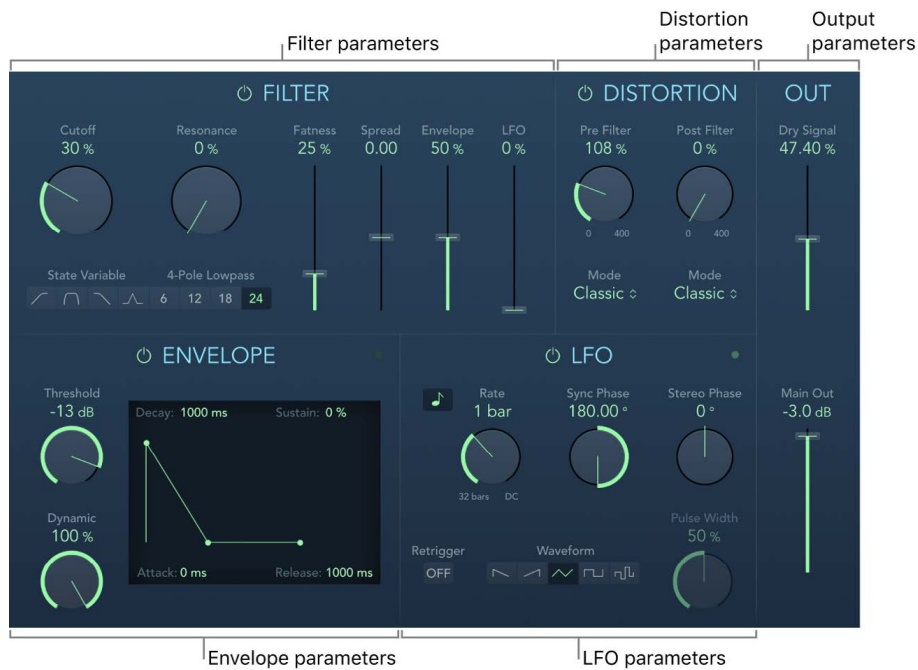 Filter parameters
Distortion parameters
Output parameters
FILTER
DISTORTION
OUT
Cutoff
30 %
Resonance
0 %
Fatness
25 %
Spread
0.00
Envelope
50 %
LFO
0 %
Pre Filter
108 %
Post Filter
0 %
Dry Signal
47.40 %
0 400
0 400
State Variable
4-Pole Lowpass
6 12 18 24
Mode
Classic
Mode
Classic
ENVELOPE
LFO
Threshold
-13 dB
Decay: 1000 ms
Sustain: 0 %
Rate
1 bar
Sync Phase
180.00 °
Stereo Phase
0 °
Main Out
-3.0 dB
32 bars DC
Dynamic
100 %
Attack: 0 ms
Release: 1000 ms
Retrigger
OFF
Waveform
Pulse Width
50 %
Envelope parameters
LFO parameters